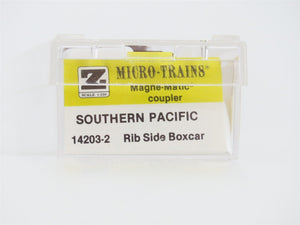 Z
SCALE 1:220
MICRO-TRAINS
Magne-Matic
coupler
SOUTHERN PACIFIC
14203-2 Rib Side Boxcar